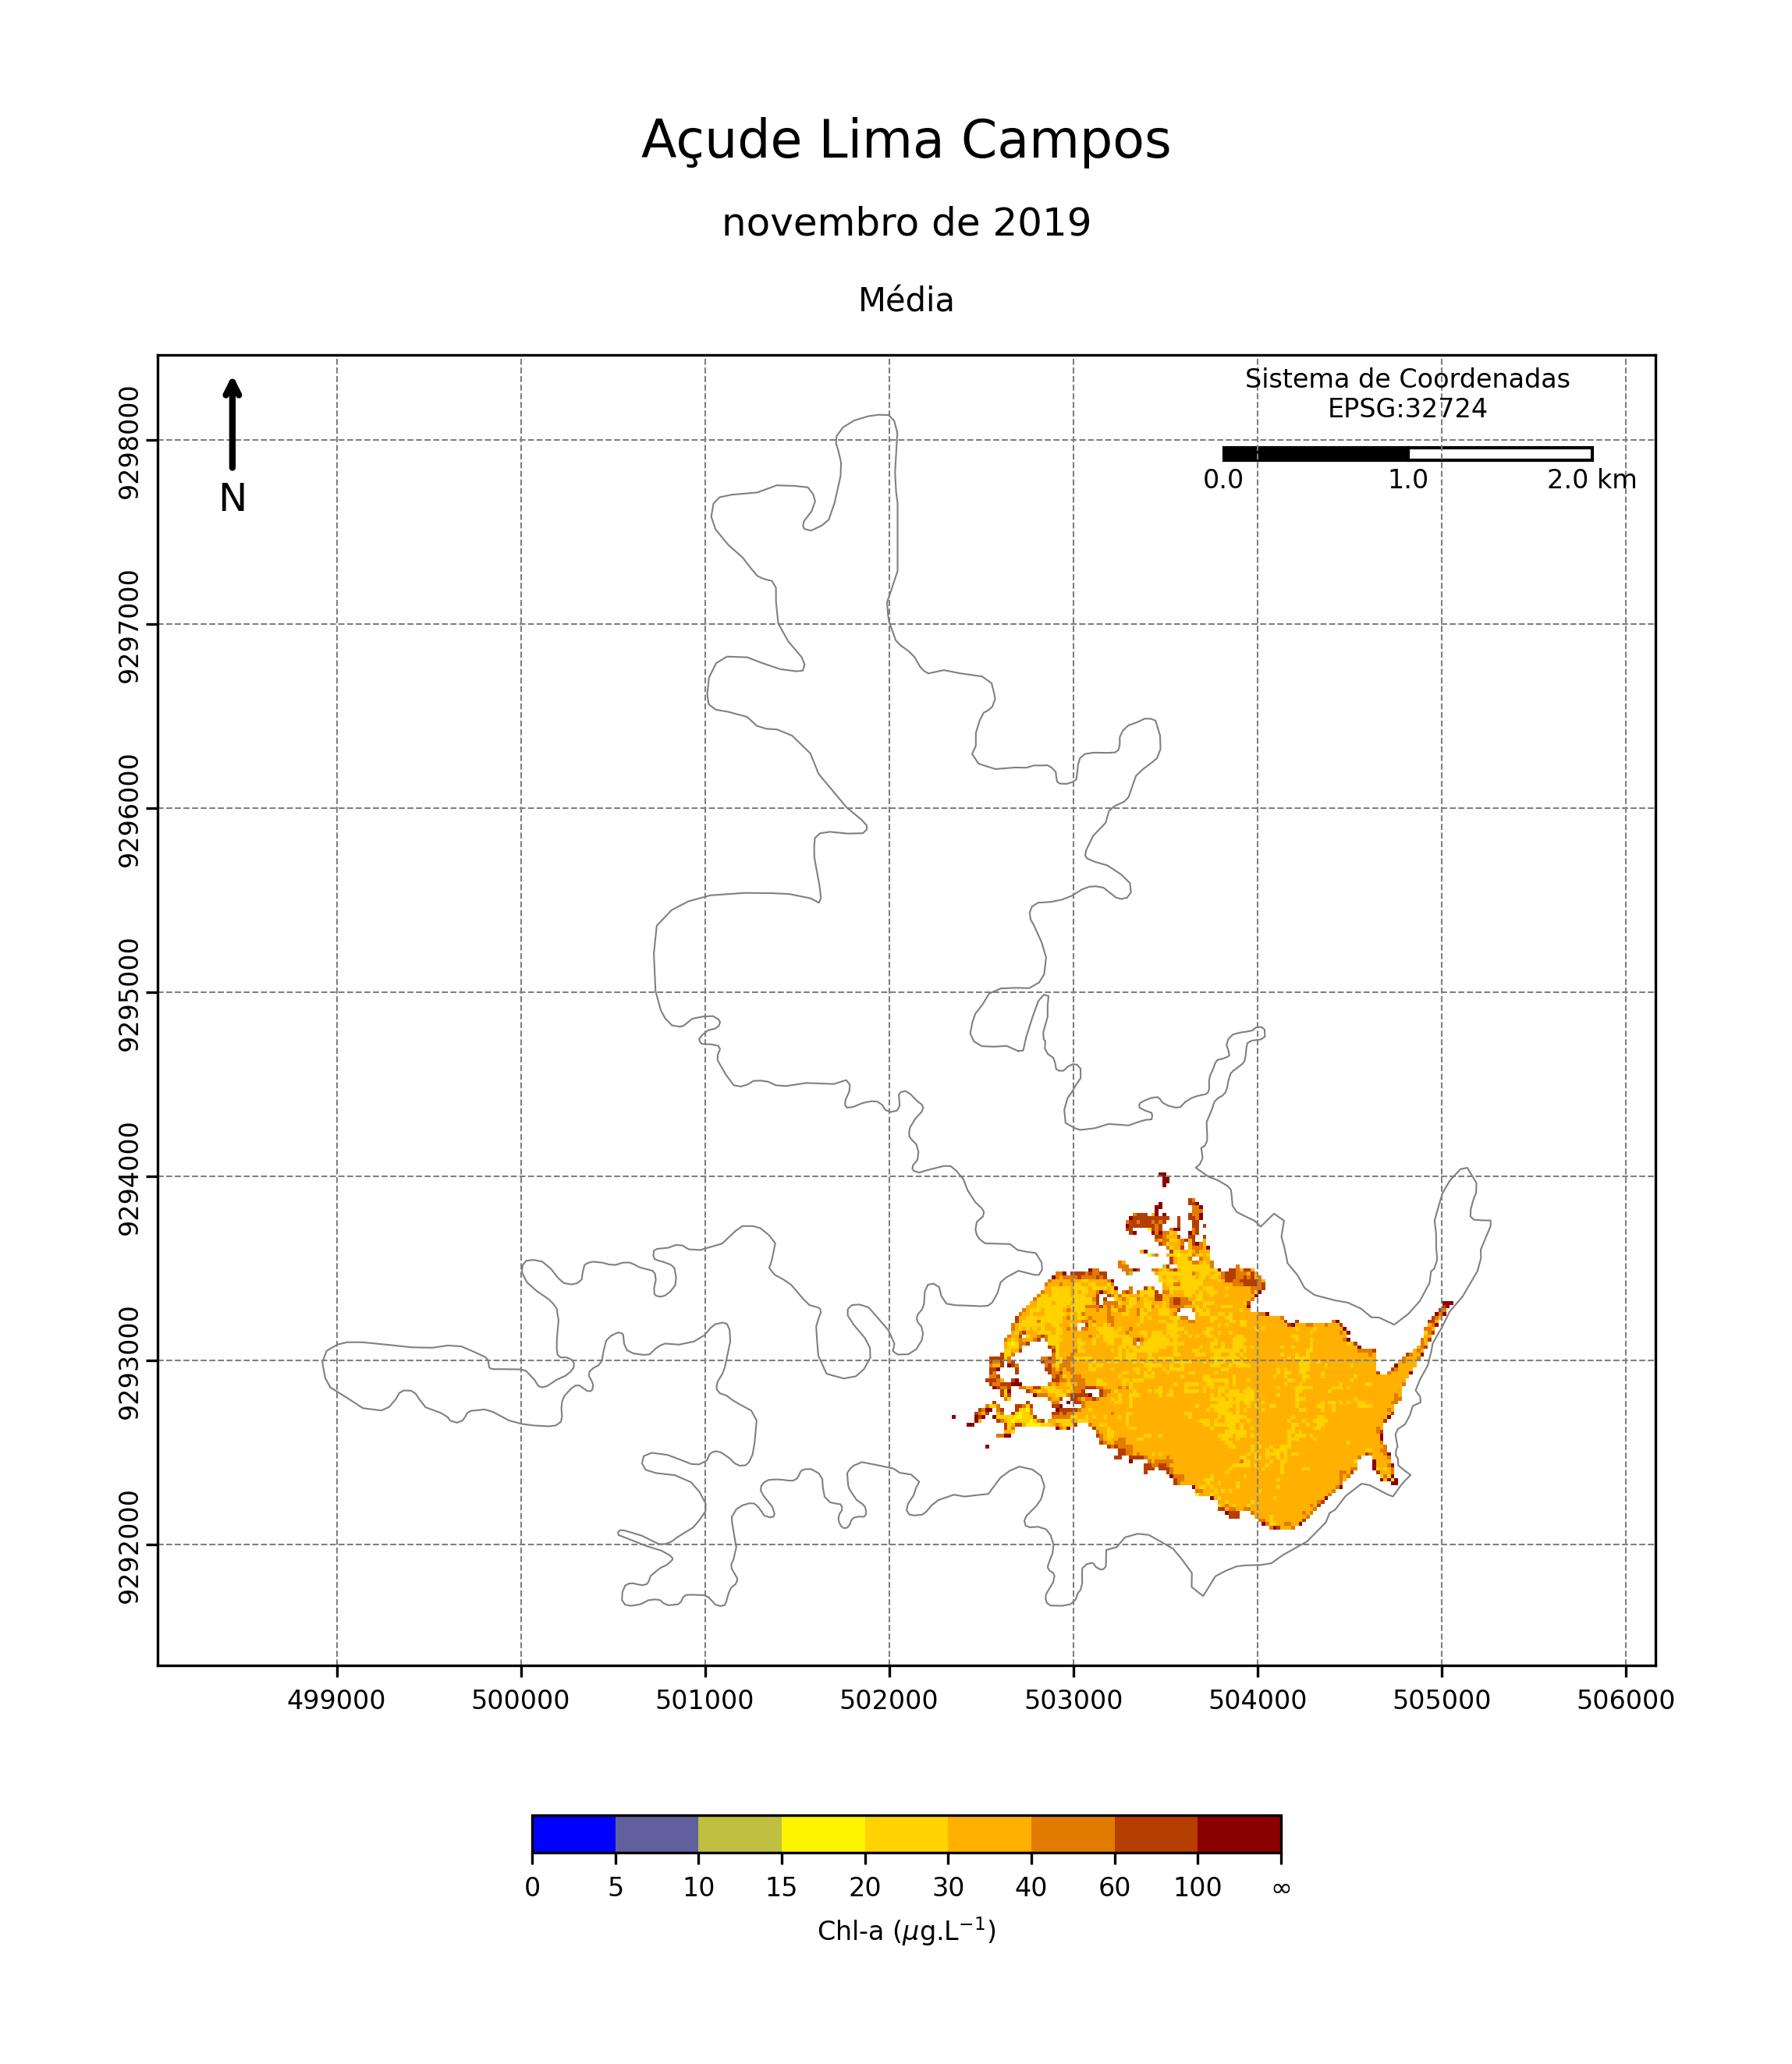 Açude Lima Campos
novembro de 2019
Média
Sistema de Coordenadas
EPSG:32724
0.0 1.0 2.0 km
N
9298000
9297000
9296000
9295000
9294000
9293000
9292000
499000 500000 501000 502000 503000 504000 505000 506000
0 5 10 15 20 30 40 60 100 ∞
Chl-a (μg.L⁻¹)